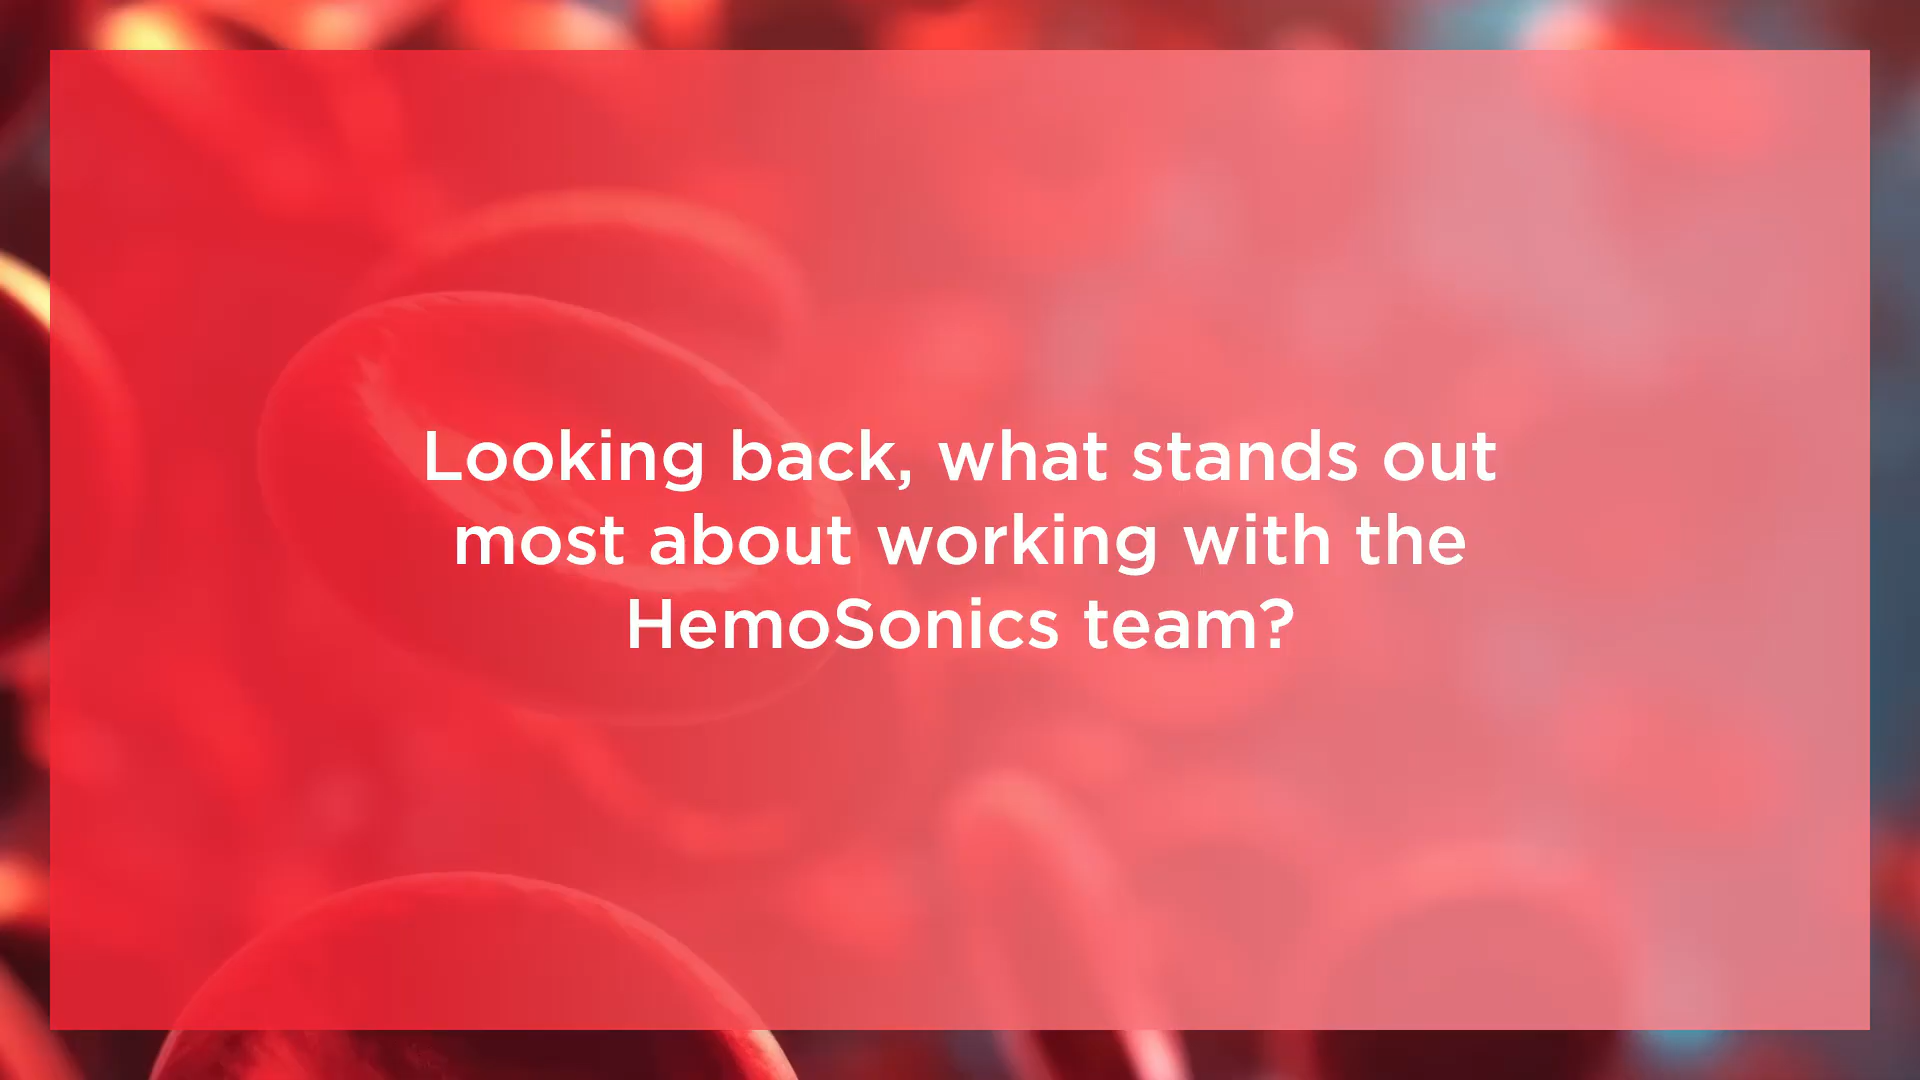 Looking back, what stands out
most about working with the
HemoSonics team?